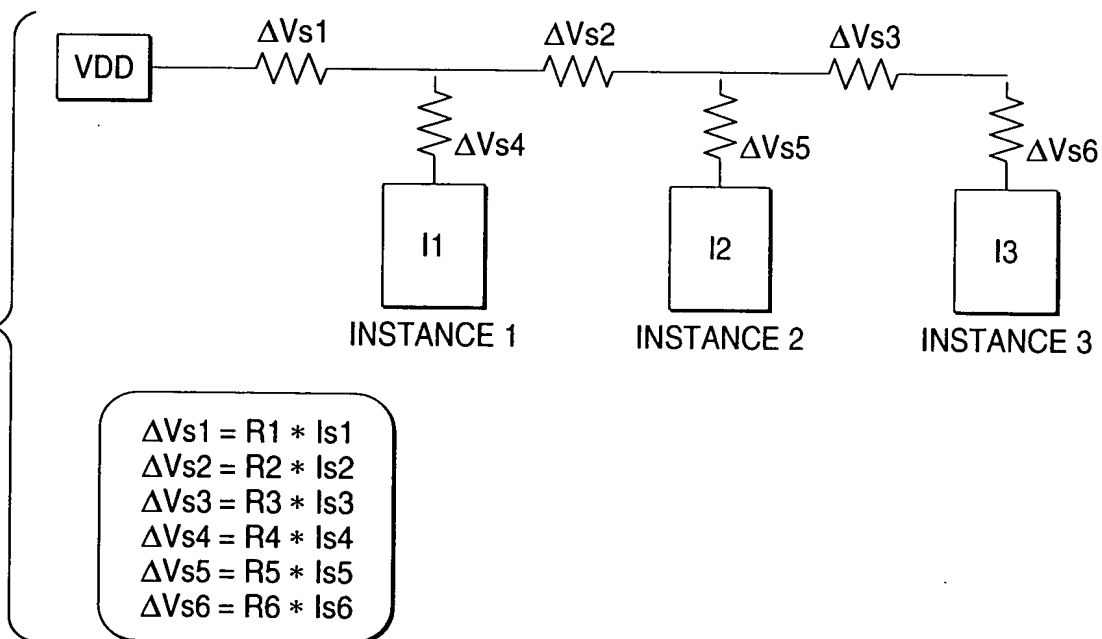 ΔVs1
ΔVs2
ΔVs3
VDD
ΔVs4
ΔVs5
ΔVs6
I1
I2
I3
INSTANCE 1
INSTANCE 2
INSTANCE 3
ΔVs1 = R1 * Is1
ΔVs2 = R2 * Is2
ΔVs3 = R3 * Is3
ΔVs4 = R4 * Is4
ΔVs5 = R5 * Is5
ΔVs6 = R6 * Is6